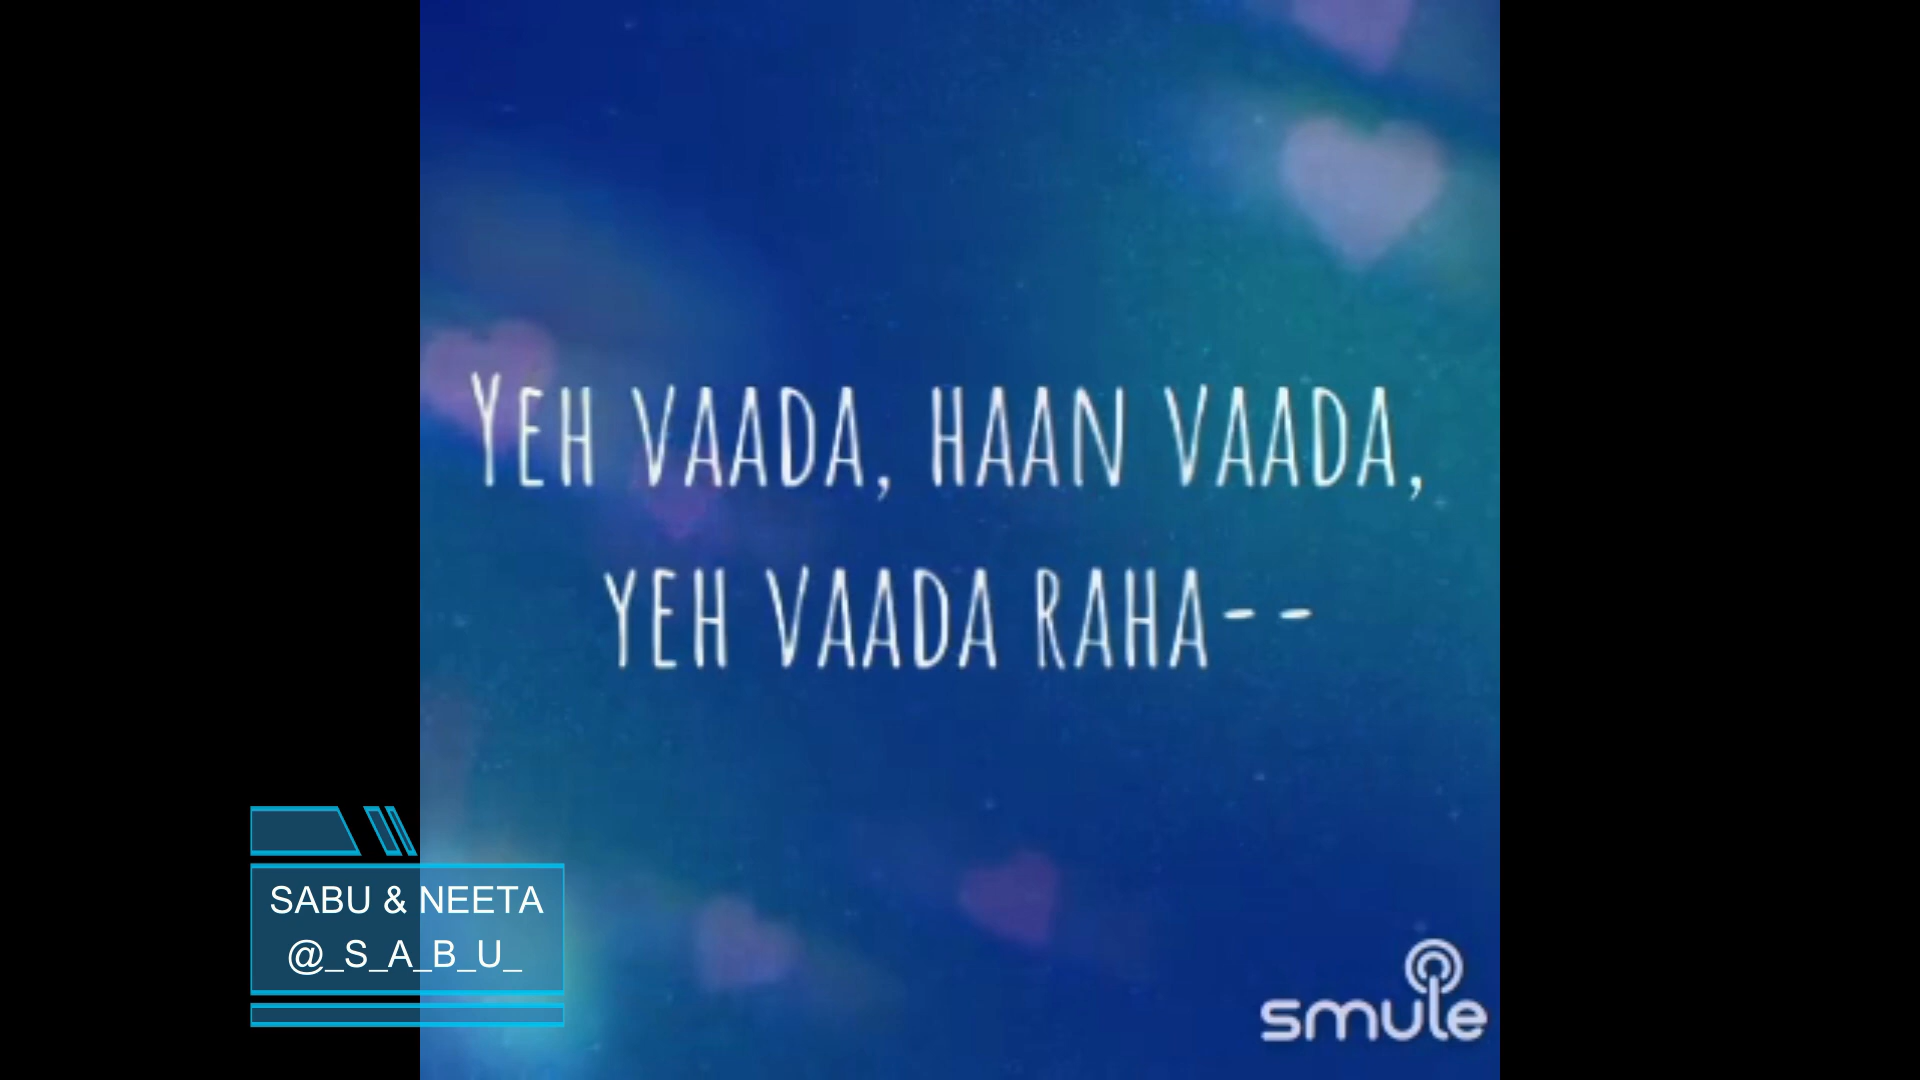 YEH VAADA, HAAN VAADA,
YEH VAADA RAHA--
SABU & NEETA
@_S_A_B_U_
smule